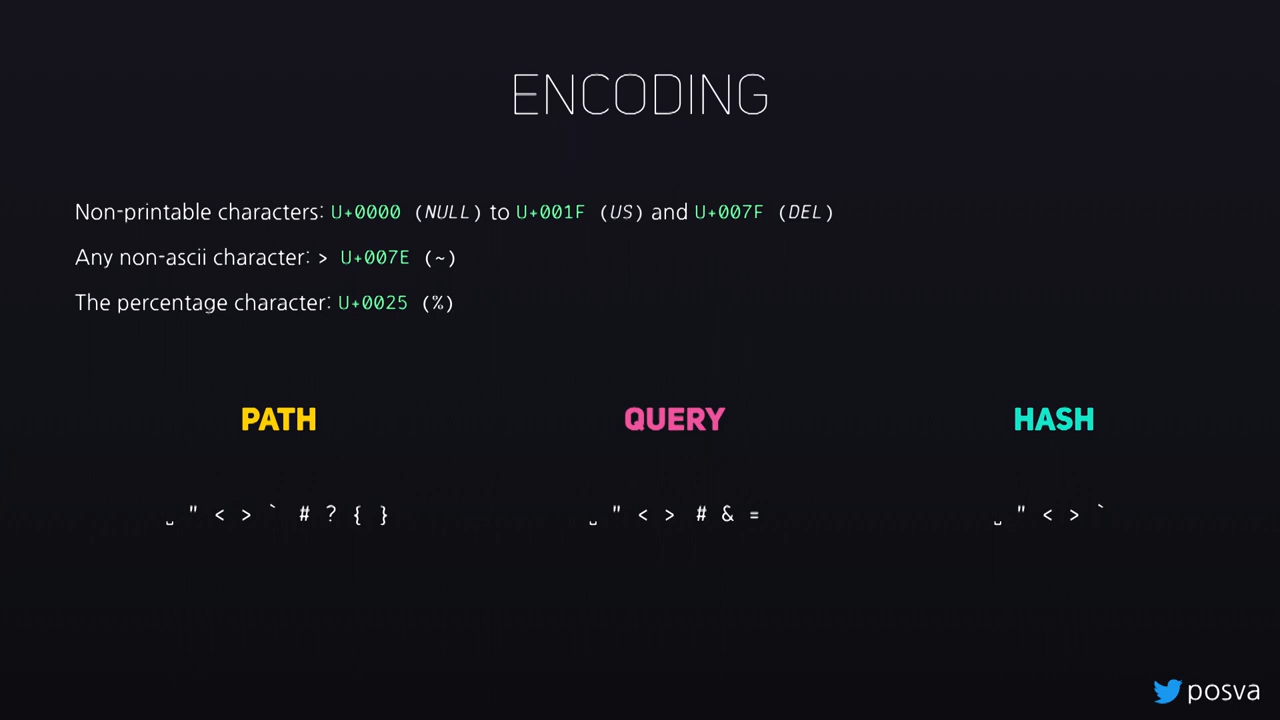 ENCODING
Non-printable characters: U+0000 (NULL) to U+001F (US) and U+007F (DEL)
Any non-ascii character: > U+007E (~)
The percentage character: U+0025 (%)
PATH QUERY HASH
␣ " < > ` # ? { } ␣ " < > # & = ␣ " < > `
posva